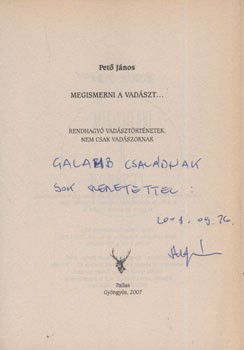 Pető János
MEGISMERNI A VADÁSZT...
RENDHAGYÓ VADÁSZTÖRTÉNETEK,
NEM CSAK VADÁSZOKNAK
GALAMB CSALÁDNAK
SOK SZERETETTEL:
Pallas
Gyöngyös, 2007